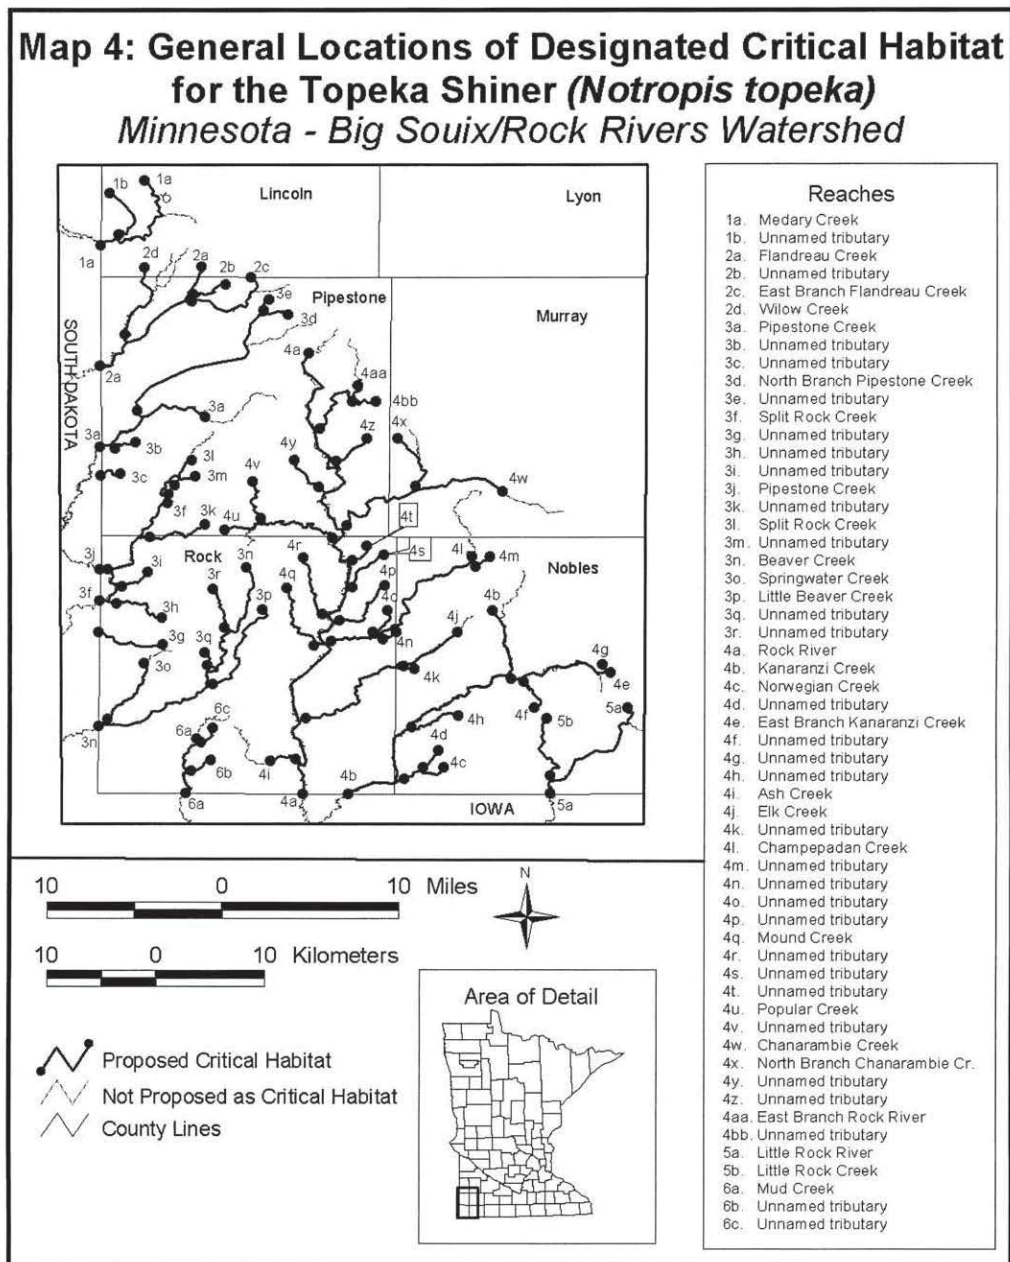 Map 4: General Locations of Designated Critical Habitat
for the Topeka Shiner (Notropis topeka)
Minnesota - Big Souix/Rock Rivers Watershed
1a
1b
Lincoln
Lyon
1a
2d
2a
2b
2c
3e
Pipestone
3d
Murray
SOUTH DAKOTA
2a
4a
4aa
4bb
3a
3a
3b
3c
3l
3m
4z
4x
4y
4v
4w
3f
3k
4u
4t
4s
3j
Rock
3n
4r
4l
4m
Nobles
3i
3r
4q
4p
3f
3h
3p
4o
4j
4b
3g
3q
4n
3o
4k
4g
4e
3n
6c
6a
4h
4f
5b
5a
4d
6b
4i
4c
4b
6a
4a
IOWA
5a
Reaches
1a. Medary Creek
1b. Unnamed tributary
2a. Flandreau Creek
2b. Unnamed tributary
2c. East Branch Flandreau Creek
2d. Wilow Creek
3a. Pipestone Creek
3b. Unnamed tributary
3c. Unnamed tributary
3d. North Branch Pipestone Creek
3e. Unnamed tributary
3f. Split Rock Creek
3g. Unnamed tributary
3h. Unnamed tributary
3i. Unnamed tributary
3j. Pipestone Creek
3k. Unnamed tributary
3l. Split Rock Creek
3m. Unnamed tributary
3n. Beaver Creek
3o. Springwater Creek
3p. Little Beaver Creek
3q. Unnamed tributary
3r. Unnamed tributary
4a. Rock River
4b. Kanaranzi Creek
4c. Norwegian Creek
4d. Unnamed tributary
4e. East Branch Kanaranzi Creek
4f. Unnamed tributary
4g. Unnamed tributary
4h. Unnamed tributary
4i. Ash Creek
4j. Elk Creek
4k. Unnamed tributary
4l. Champepadan Creek
4m. Unnamed tributary
4n. Unnamed tributary
4o. Unnamed tributary
4p. Unnamed tributary
4q. Mound Creek
4r. Unnamed tributary
4s. Unnamed tributary
4t. Unnamed tributary
4u. Popular Creek
4v. Unnamed tributary
4w. Chanarambie Creek
4x. North Branch Chanarambie Cr.
4y. Unnamed tributary
4z. Unnamed tributary
4aa. East Branch Rock River
4bb. Unnamed tributary
5a. Little Rock River
5b. Little Rock Creek
6a. Mud Creek
6b. Unnamed tributary
6c. Unnamed tributary
10 0 10 Miles
10 0 10 Kilometers
N
Proposed Critical Habitat
Not Proposed as Critical Habitat
County Lines
Area of Detail